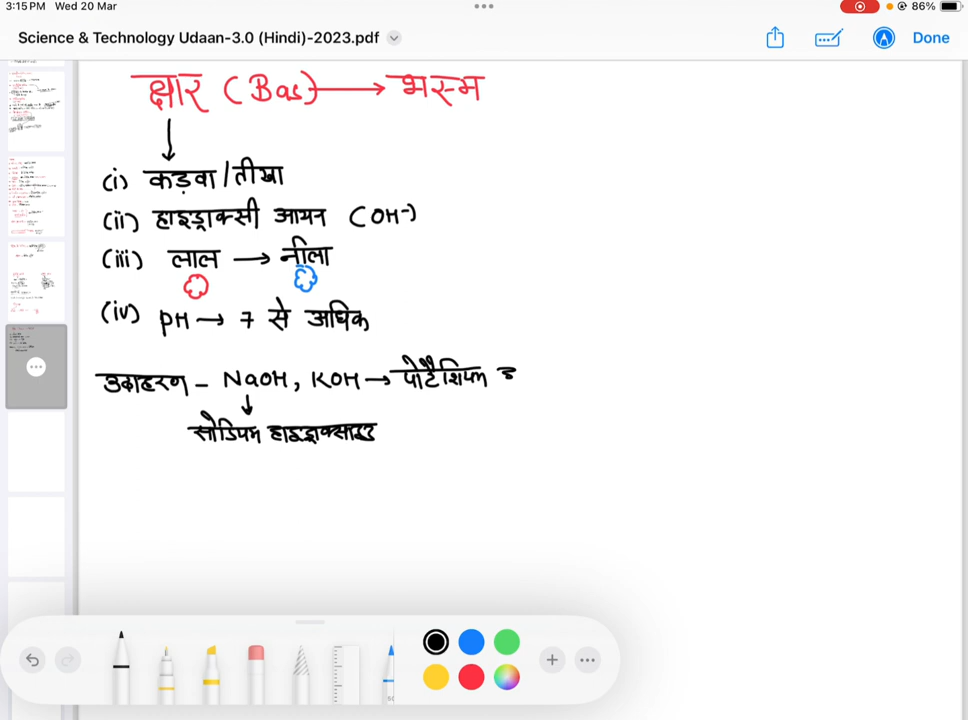 3:15 PM Wed 20 Mar
86%
Science & Technology Udaan-3.0 (Hindi)-2023.pdf
Done
क्षार (Bas) → भस्म
(i) कड़वा/तीखा
(ii) हाइड्राक्सी आयन (OH-)
(iii) लाल → नीला
(iv) pH → 7 से अधिक
उदाहरण - NaOH, KOH → पोटैशियम
सोडियम हाइड्राक्साइड